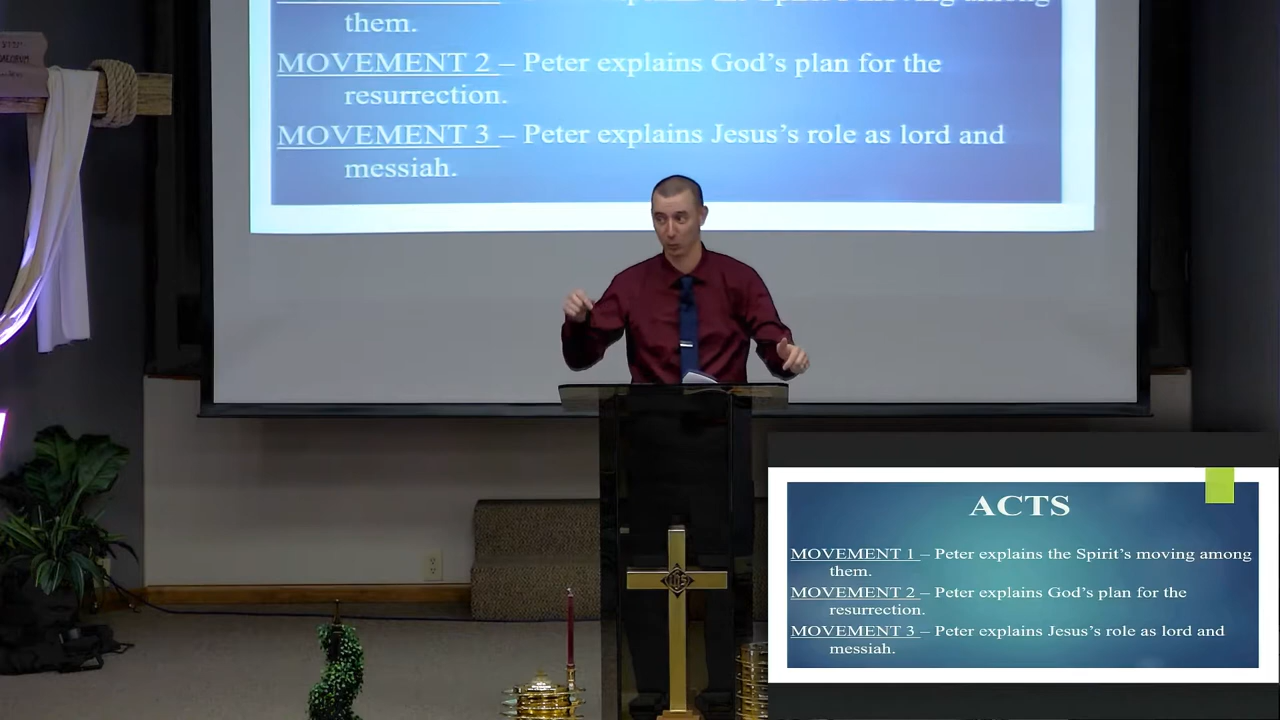 them.
MOVEMENT 2 – Peter explains God's plan for the
resurrection.
MOVEMENT 3 – Peter explains Jesus's role as lord and
messiah.
ACTS
MOVEMENT 1 – Peter explains the Spirit's moving among
them.
MOVEMENT 2 – Peter explains God's plan for the
resurrection.
MOVEMENT 3 – Peter explains Jesus's role as lord and
messiah.
IHS